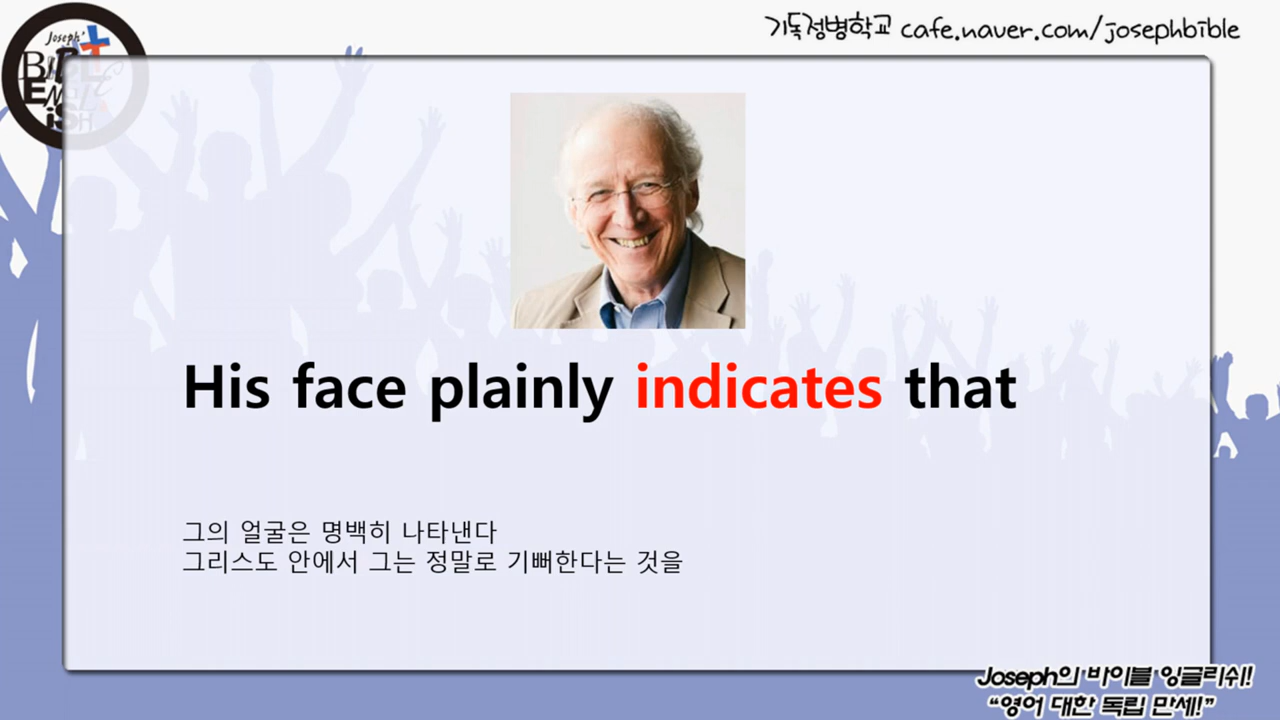 Joseph'
BIBLE
ENGLISH
기독정병학교 cafe.naver.com/josephbible
His face plainly indicates that
그의 얼굴은 명백히 나타낸다
그리스도 안에서 그는 정말로 기뻐한다는 것을
Joseph의 바이블 잉글리쉬!
“영어 대한 독립 만세!”